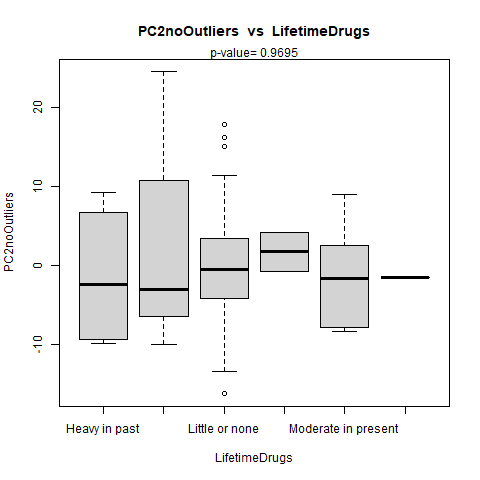 PC2noOutliers vs LifetimeDrugs
p-value= 0.9695
PC2noOutliers
20
10
0
-10
Heavy in past Little or none Moderate in present
LifetimeDrugs